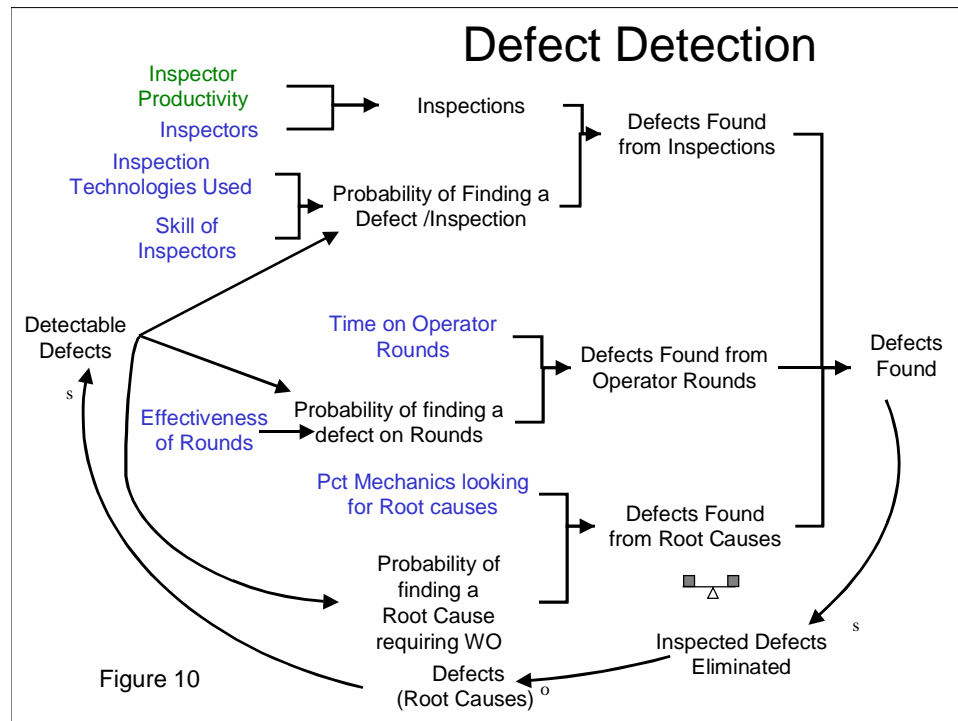 Defect Detection
Inspector
Productivity
Inspectors
Inspections
Defects Found
from Inspections
Inspection
Technologies Used
Skill of
Inspectors
Probability of Finding a
Defect /Inspection
Detectable
Defects
s
Time on Operator
Rounds
Defects Found from
Operator Rounds
Defects
Found
Effectiveness
of Rounds
Probability of finding a
defect on Rounds
Pct Mechanics looking
for Root causes
Defects Found
from Root Causes
Probability of
finding a
Root Cause
requiring WO
s
Inspected Defects
Eliminated
Defects
(Root Causes) o
Figure 10